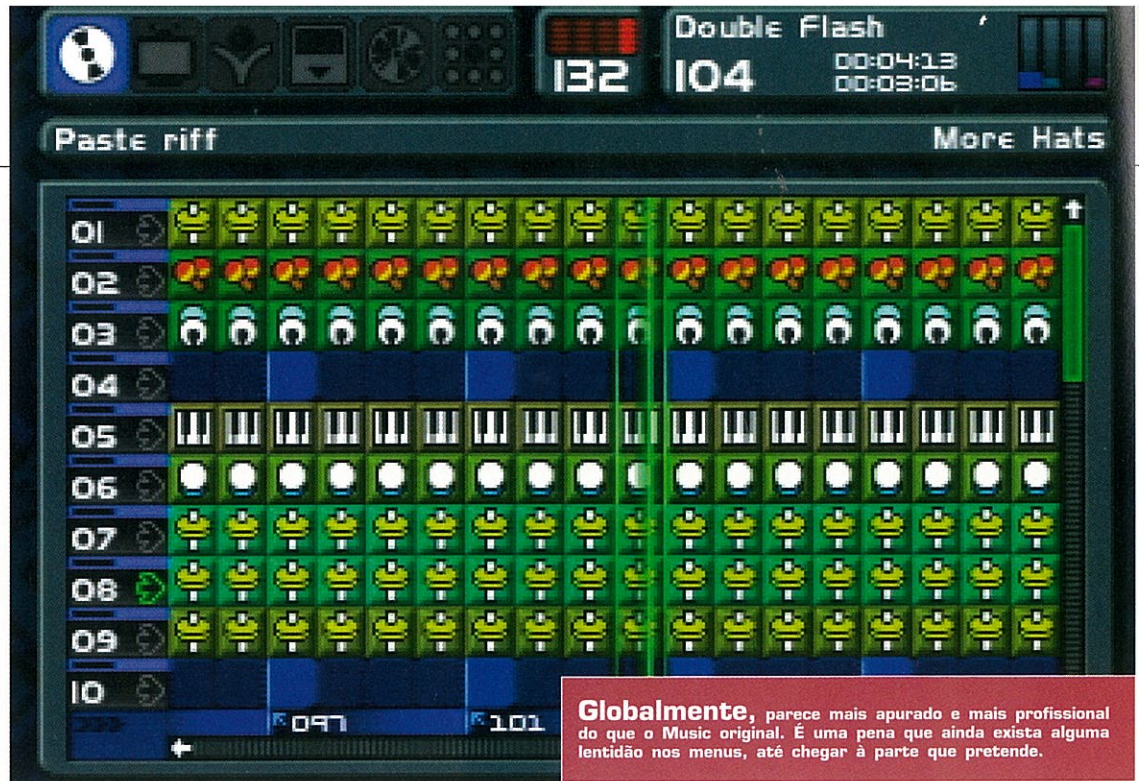 Double Flash
132
104
00:04:13
00:03:06
Paste riff
More Hats
01
02
03
04
05
06
07
08
09
10
097
101
Globalmente, parece mais apurado e mais profissional
do que o Music original. É uma pena que ainda exista alguma
lentidão nos menus, até chegar à parte que pretende.